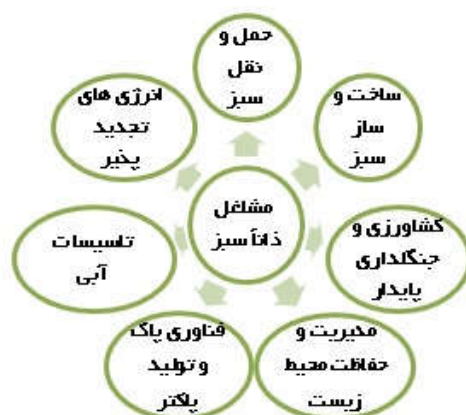 حمل و
نقل
سبز
ساخت و
ساز
سبز
کشاورزی و
جنگلداری
پایدار
مدیریت و
حفاظت محیط
زیست
فناوری پاک
و تولید
پاکتر
تاسیسات
آبی
انرژی های
تجدید
پذیر
مشاغل
ذاتاً سبز